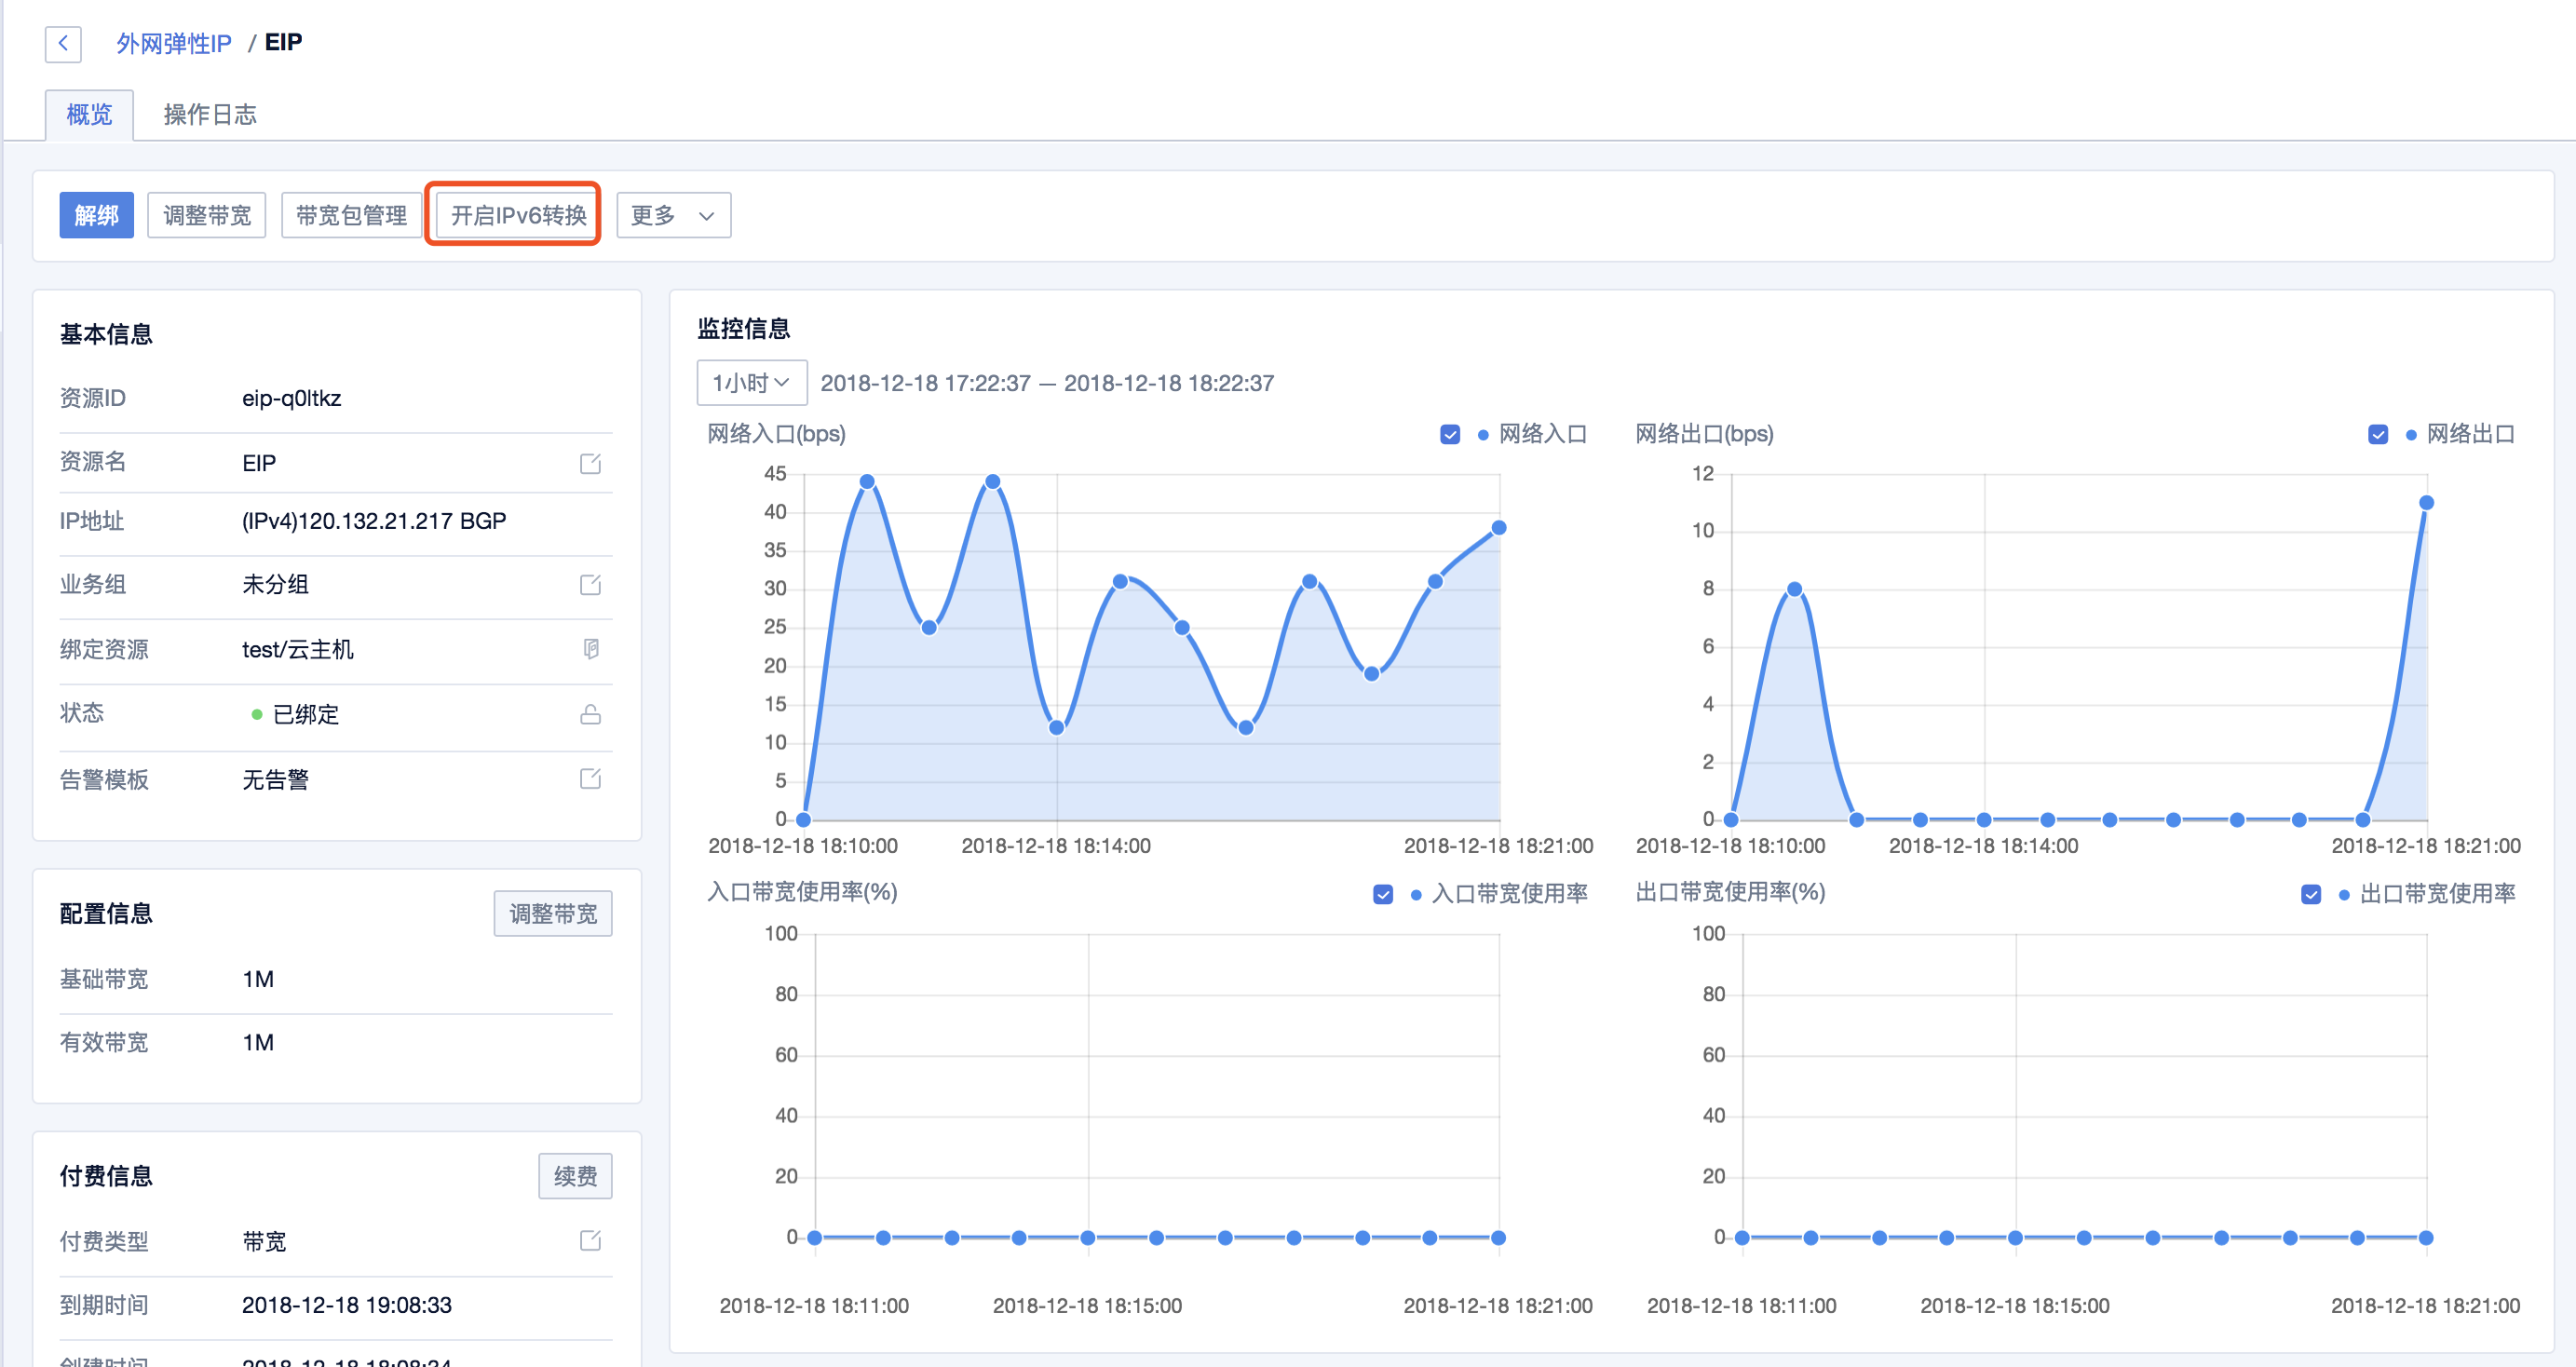 外网弹性IP / EIP
概览 操作日志
解绑 调整带宽 带宽包管理 开启IPv6转换 更多
基本信息
资源ID eip-q0ltkz
资源名 EIP
IP地址 (IPv4)120.132.21.217 BGP
业务组 未分组
绑定资源 test/云主机
状态 已绑定
告警模板 无告警
配置信息 调整带宽
基础带宽 1M
有效带宽 1M
付费信息 续费
付费类型 带宽
到期时间 2018-12-18 19:08:33
创建时间 2018-12-18 18:08:34
监控信息
1小时 2018-12-18 17:22:37 — 2018-12-18 18:22:37
网络入口(bps) 网络入口
45
40
35
30
25
20
15
10
5
0
2018-12-18 18:10:00 2018-12-18 18:14:00 2018-12-18 18:21:00
网络出口(bps) 网络出口
12
10
8
6
4
2
0
2018-12-18 18:10:00 2018-12-18 18:14:00 2018-12-18 18:21:00
入口带宽使用率(%) 入口带宽使用率
100
80
60
40
20
0
2018-12-18 18:11:00 2018-12-18 18:15:00 2018-12-18 18:21:00
出口带宽使用率(%) 出口带宽使用率
100
80
60
40
20
0
2018-12-18 18:11:00 2018-12-18 18:15:00 2018-12-18 18:21:00